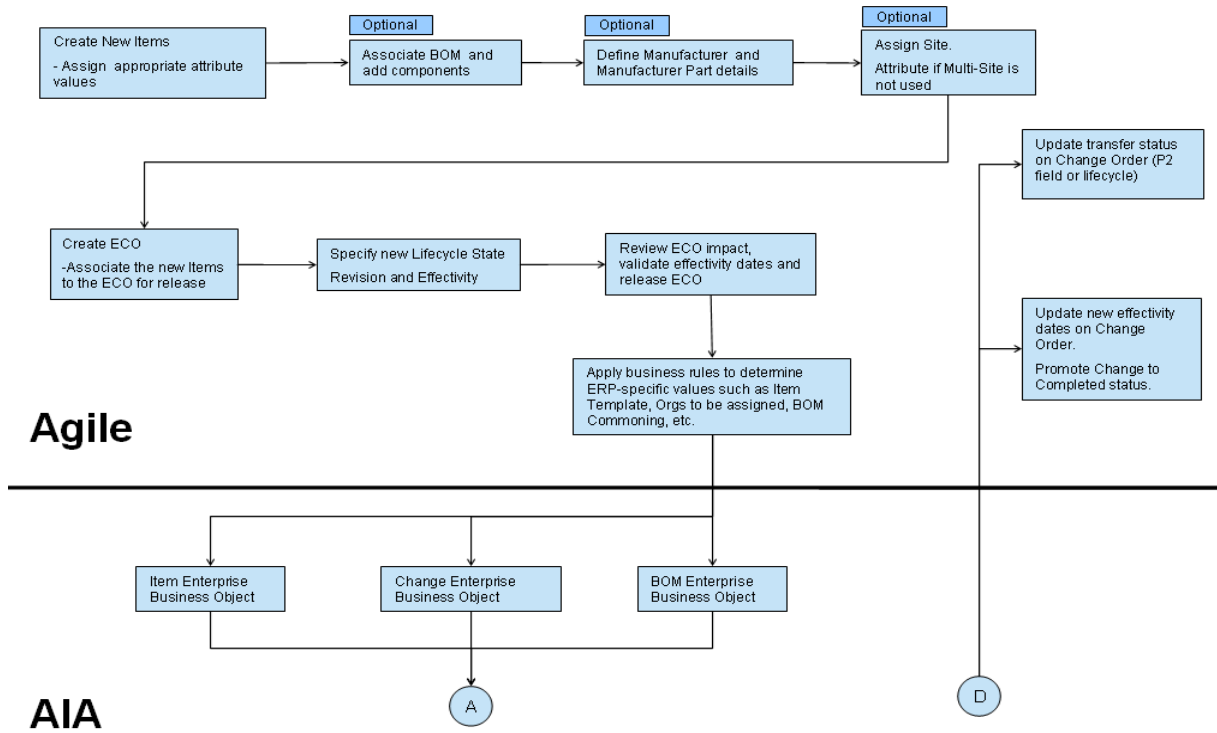 Optional
Optional
Optional
Create New Items
- Assign appropriate attribute
values
Associate BOM and
add components
Define Manufacturer and
Manufacturer Part details
Assign Site.
Attribute if Multi-Site is
not used
Update transfer status
on Change Order (P2
field or lifecycle)
Create ECO
-Associate the new Items
to the ECO for release
Specify new Lifecycle State
Revision and Effectivity
Review ECO impact,
validate effectivity dates and
release ECO
Update new effectivity
dates on Change
Order.
Promote Change to
Completed status.
Apply business rules to determine
ERP-specific values such as Item
Template, Orgs to be assigned, BOM
Commoning, etc.
Agile
Item Enterprise
Business Object
Change Enterprise
Business Object
BOM Enterprise
Business Object
A
D
AIA